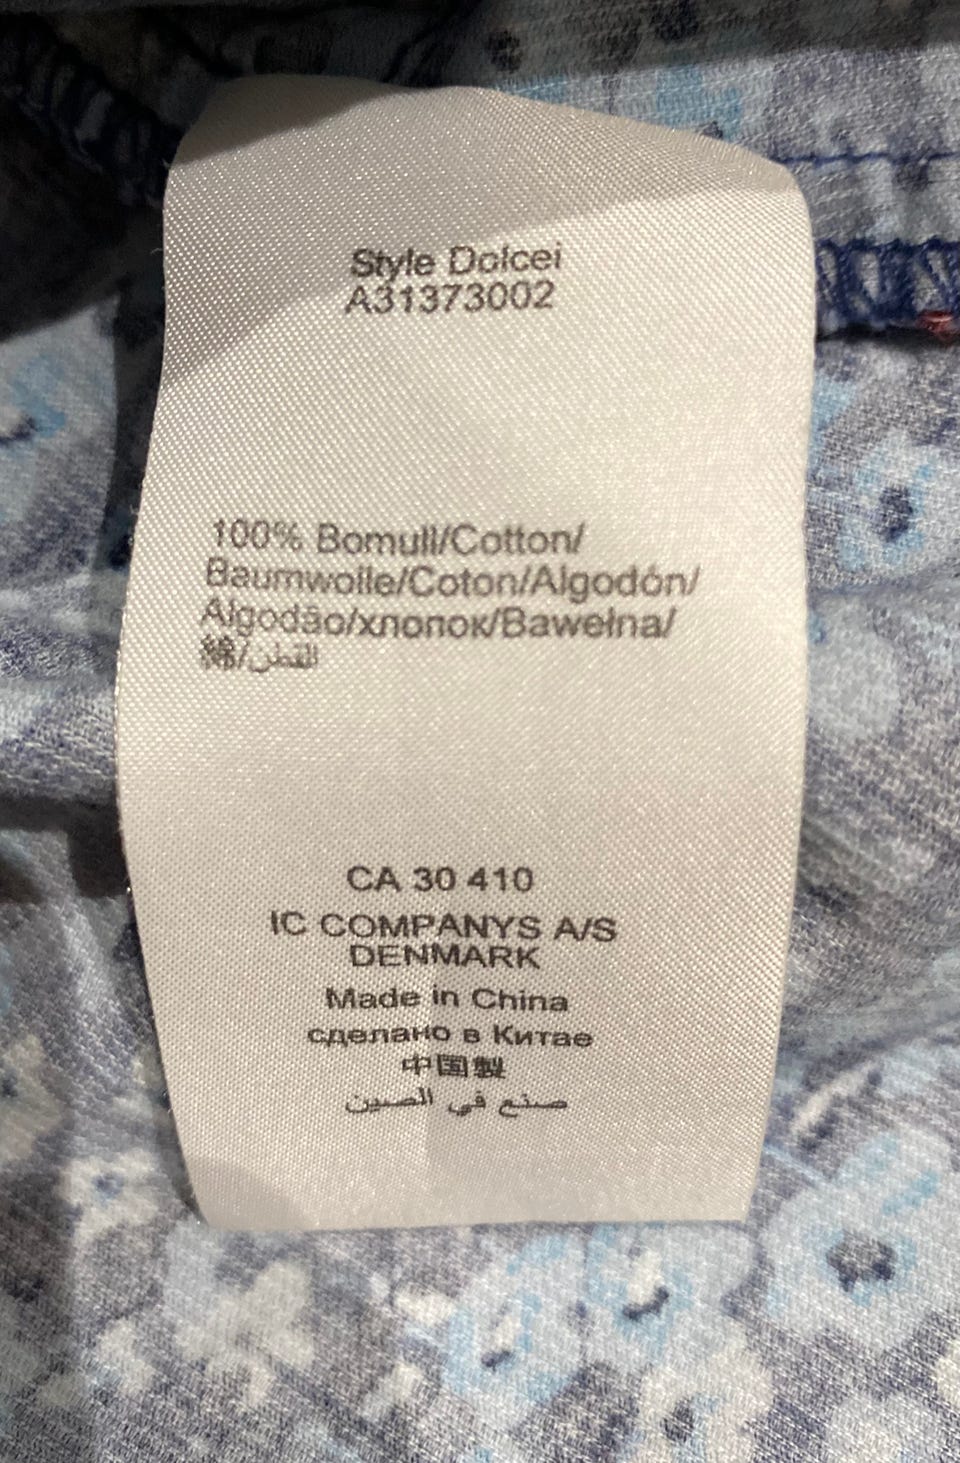 Style Dolcei
A31373002
100% Bomull/Cotton/
Baumwolle/Coton/Algodón/
Algodão/хлопок/Bawełna/
綿/القطن
CA 30 410
IC COMPANYS A/S
DENMARK
Made in China
сделано в Китае
中国製
صنع في الصين